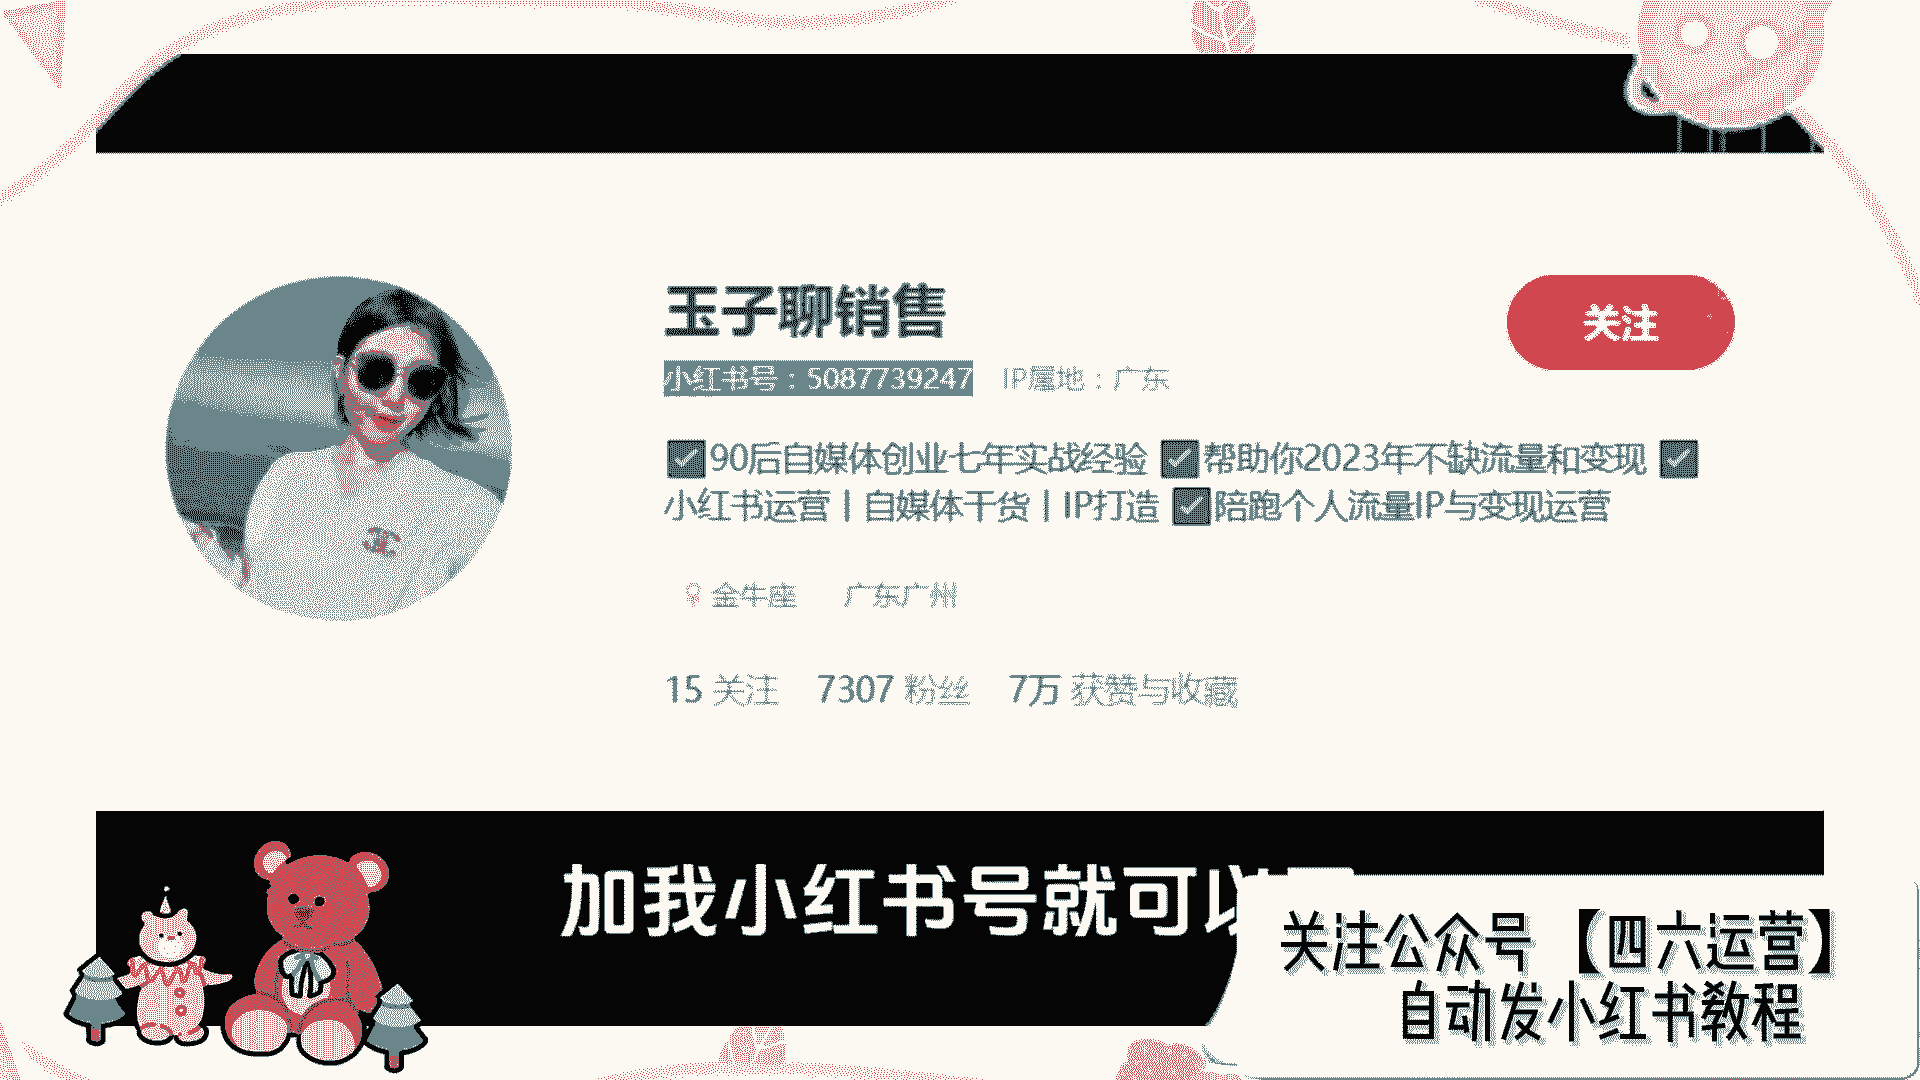 玉子聊销售
关注
小红书号：5087739247 IP属地：广东
✅90后自媒体创业七年实战经验 ✅帮助你2023年不缺流量和变现 ✅
小红书运营丨自媒体干货丨IP打造 ✅陪跑个人流量IP与变现运营
♀ 金牛座 广东广州
15 关注 7307 粉丝 7万 获赞与收藏
加我小红书号就可以
关注公众号【四六运营】
自动发小红书教程